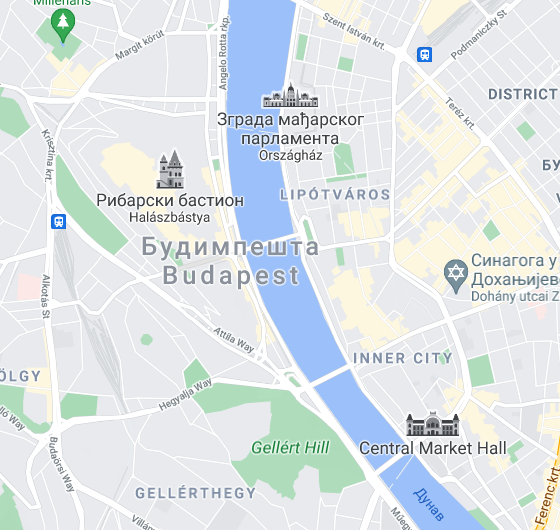 Millenáris
Margit körút
Angelo Rotta rkp.
Szent István krt.
Podmaniczky St
Teréz krt.
DISTRICT
Зграда мађарског
парламента
Országház
Krisztina krt.
Рибарски бастион
Halászbástya
LIPÓTVÁROS
Будимпешта
Budapest
Синагога у
Дохањијев
Dohány utcai Z
Alkotás St.
Attila Way
INNER CITY
ÖLGY
Hegyalja Way
Central Market Hall
Budaörsi Way
Gellért Hill
GELLÉRTHEGY
Дунав
Ferenc krt.